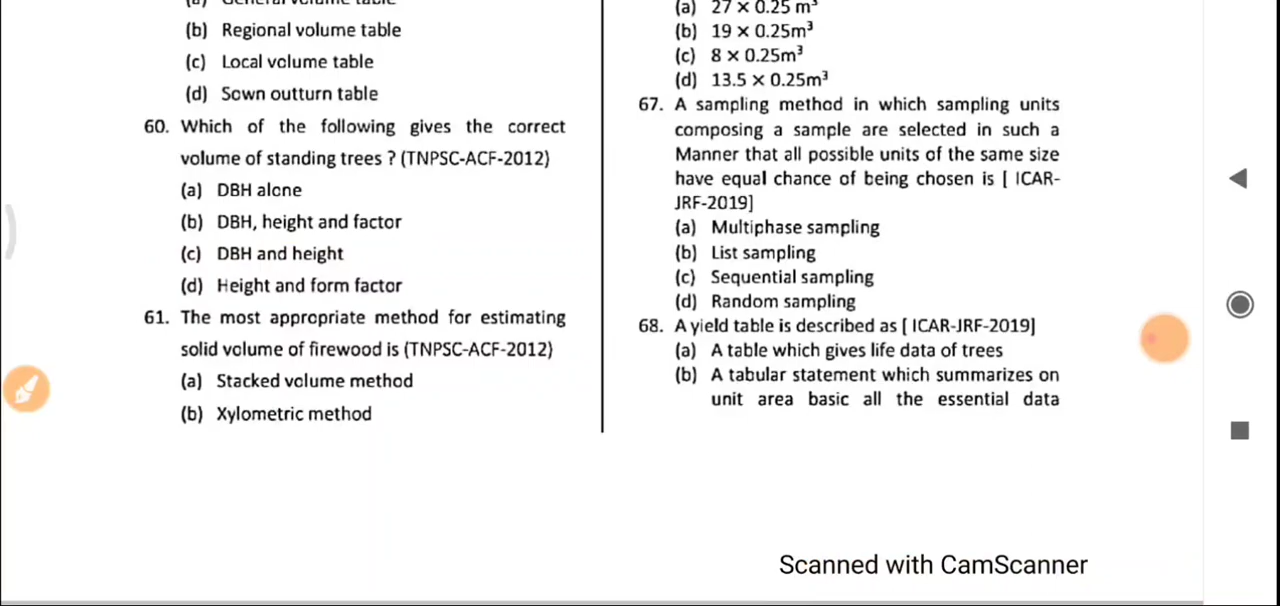 (a) General volume table
(b) Regional volume table
(c) Local volume table
(d) Sown outturn table
60. Which of the following gives the correct
volume of standing trees ? (TNPSC-ACF-2012)
(a) DBH alone
(b) DBH, height and factor
(c) DBH and height
(d) Height and form factor
61. The most appropriate method for estimating
solid volume of firewood is (TNPSC-ACF-2012)
(a) Stacked volume method
(b) Xylometric method
(a) 27 × 0.25 m³
(b) 19 × 0.25m³
(c) 8 × 0.25m³
(d) 13.5 × 0.25m³
67. A sampling method in which sampling units
composing a sample are selected in such a
Manner that all possible units of the same size
have equal chance of being chosen is [ ICAR-
JRF-2019]
(a) Multiphase sampling
(b) List sampling
(c) Sequential sampling
(d) Random sampling
68. A yield table is described as [ ICAR-JRF-2019]
(a) A table which gives life data of trees
(b) A tabular statement which summarizes on
unit area basic all the essential data
Scanned with CamScanner